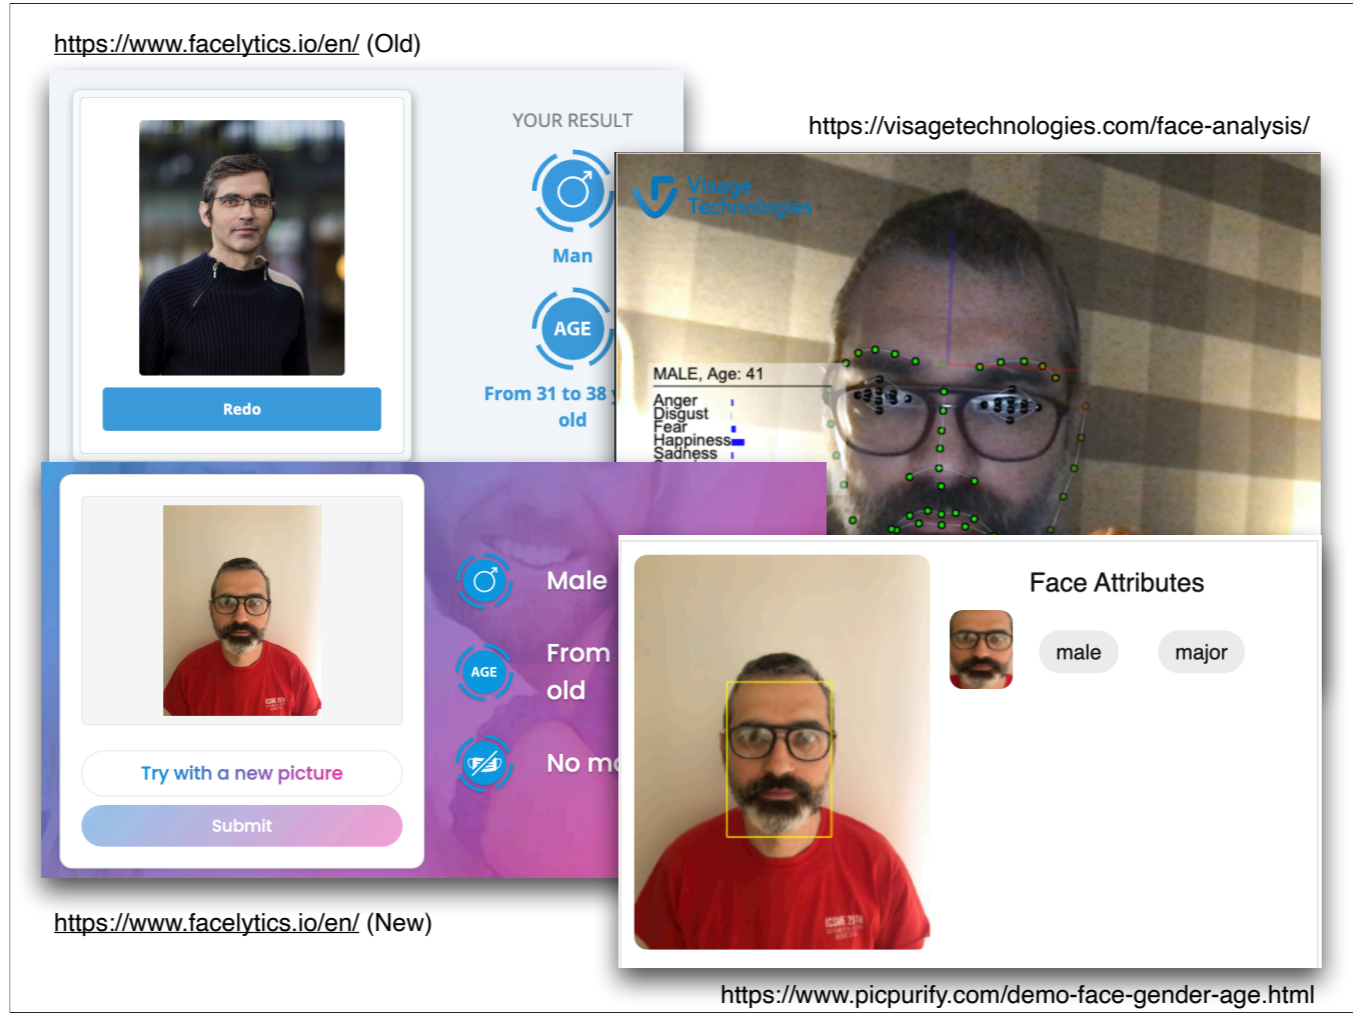 https://www.facelytics.io/en/ (Old)
YOUR RESULT
Man
AGE
From 31 to 38
old
Redo
https://visagetechnologies.com/face-analysis/
Visage
Technologies
MALE, Age: 41
Anger
Disgust
Fear
Happiness
Sadness
Male
AGE
From
old
No
Try with a new picture
Submit
https://www.facelytics.io/en/ (New)
Face Attributes
male major
ICSME 2018
https://www.picpurify.com/demo-face-gender-age.html